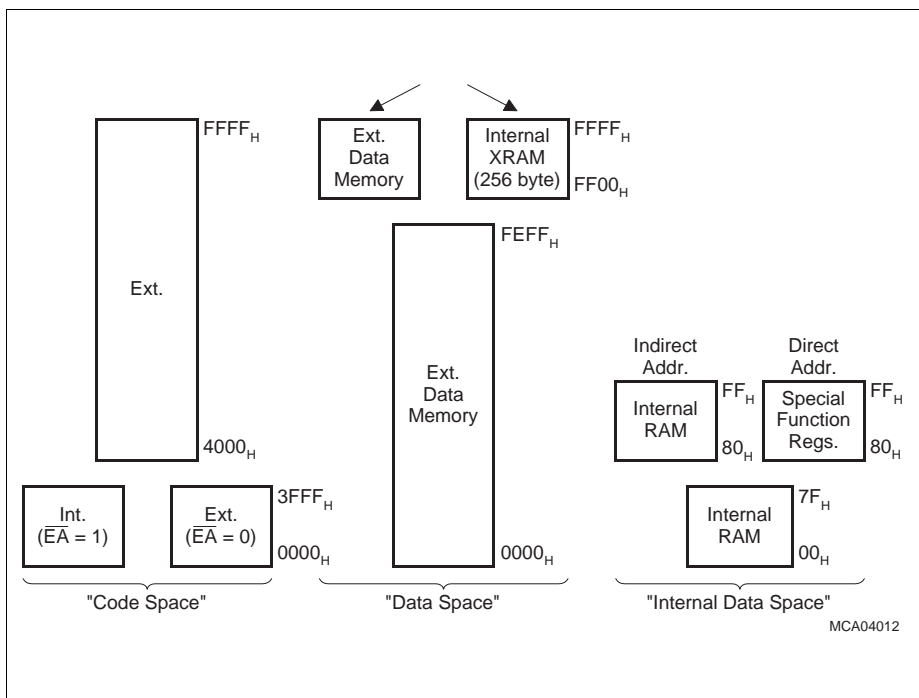 FFFFH
Ext.
4000H
Int.
(EA = 1)
Ext.
(EA = 0)
3FFFH
0000H
"Code Space"
Ext.
Data
Memory
Internal
XRAM
(256 byte)
FFFFH
FF00H
FEFFH
Ext.
Data
Memory
0000H
"Data Space"
Indirect
Addr.
Internal
RAM
FFH
80H
Direct
Addr.
Special
Function
Regs.
FFH
80H
Internal
RAM
7FH
00H
"Internal Data Space"
MCA04012